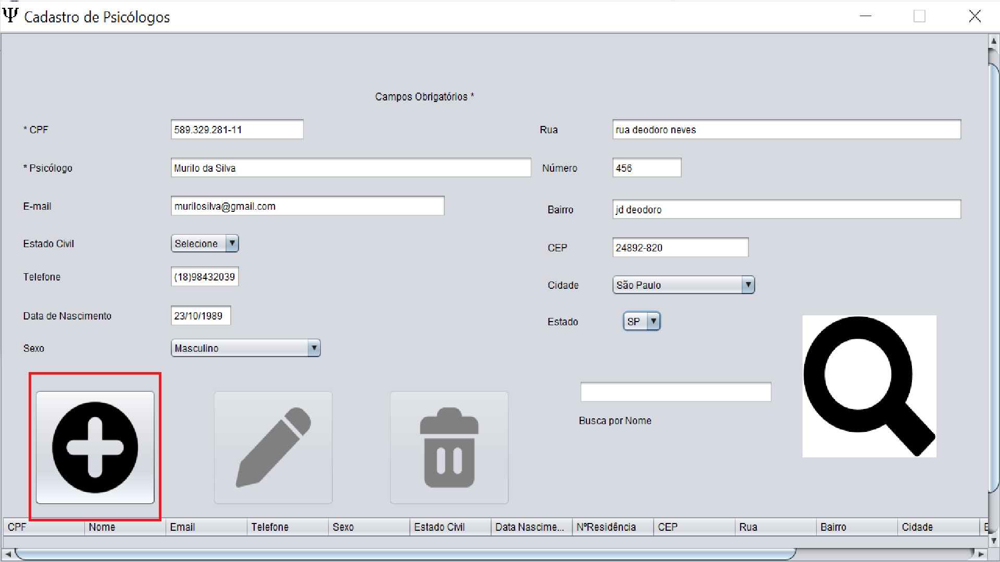 Ψ Cadastro de Psicólogos
Campos Obrigatórios *
* CPF 589.329.281-11
* Psicólogo Murilo da Silva
E-mail murilosilva@gmail.com
Estado Civil Selecione
Telefone (18)98432039
Data de Nascimento 23/10/1989
Sexo Masculino
Rua rua deodoro neves
Número 456
Bairro jd deodoro
CEP 24892-820
Cidade São Paulo
Estado SP
Busca por Nome
CPF Nome Email Telefone Sexo Estado Civil Data Nascime... NºResidência CEP Rua Bairro Cidade E